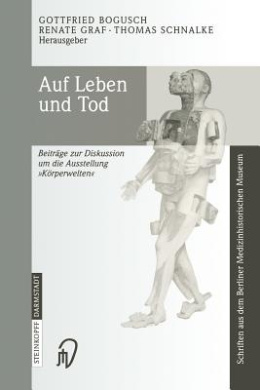 GOTTFRIED BOGUSCH
RENATE GRAF · THOMAS SCHNALKE
Herausgeber
Auf Leben
und Tod
Beiträge zur Diskussion
um die Ausstellung
»Körperwelten«
Schriften aus dem Berliner Medizinhistorischen Museum
STEINKOPFF
DARMSTADT